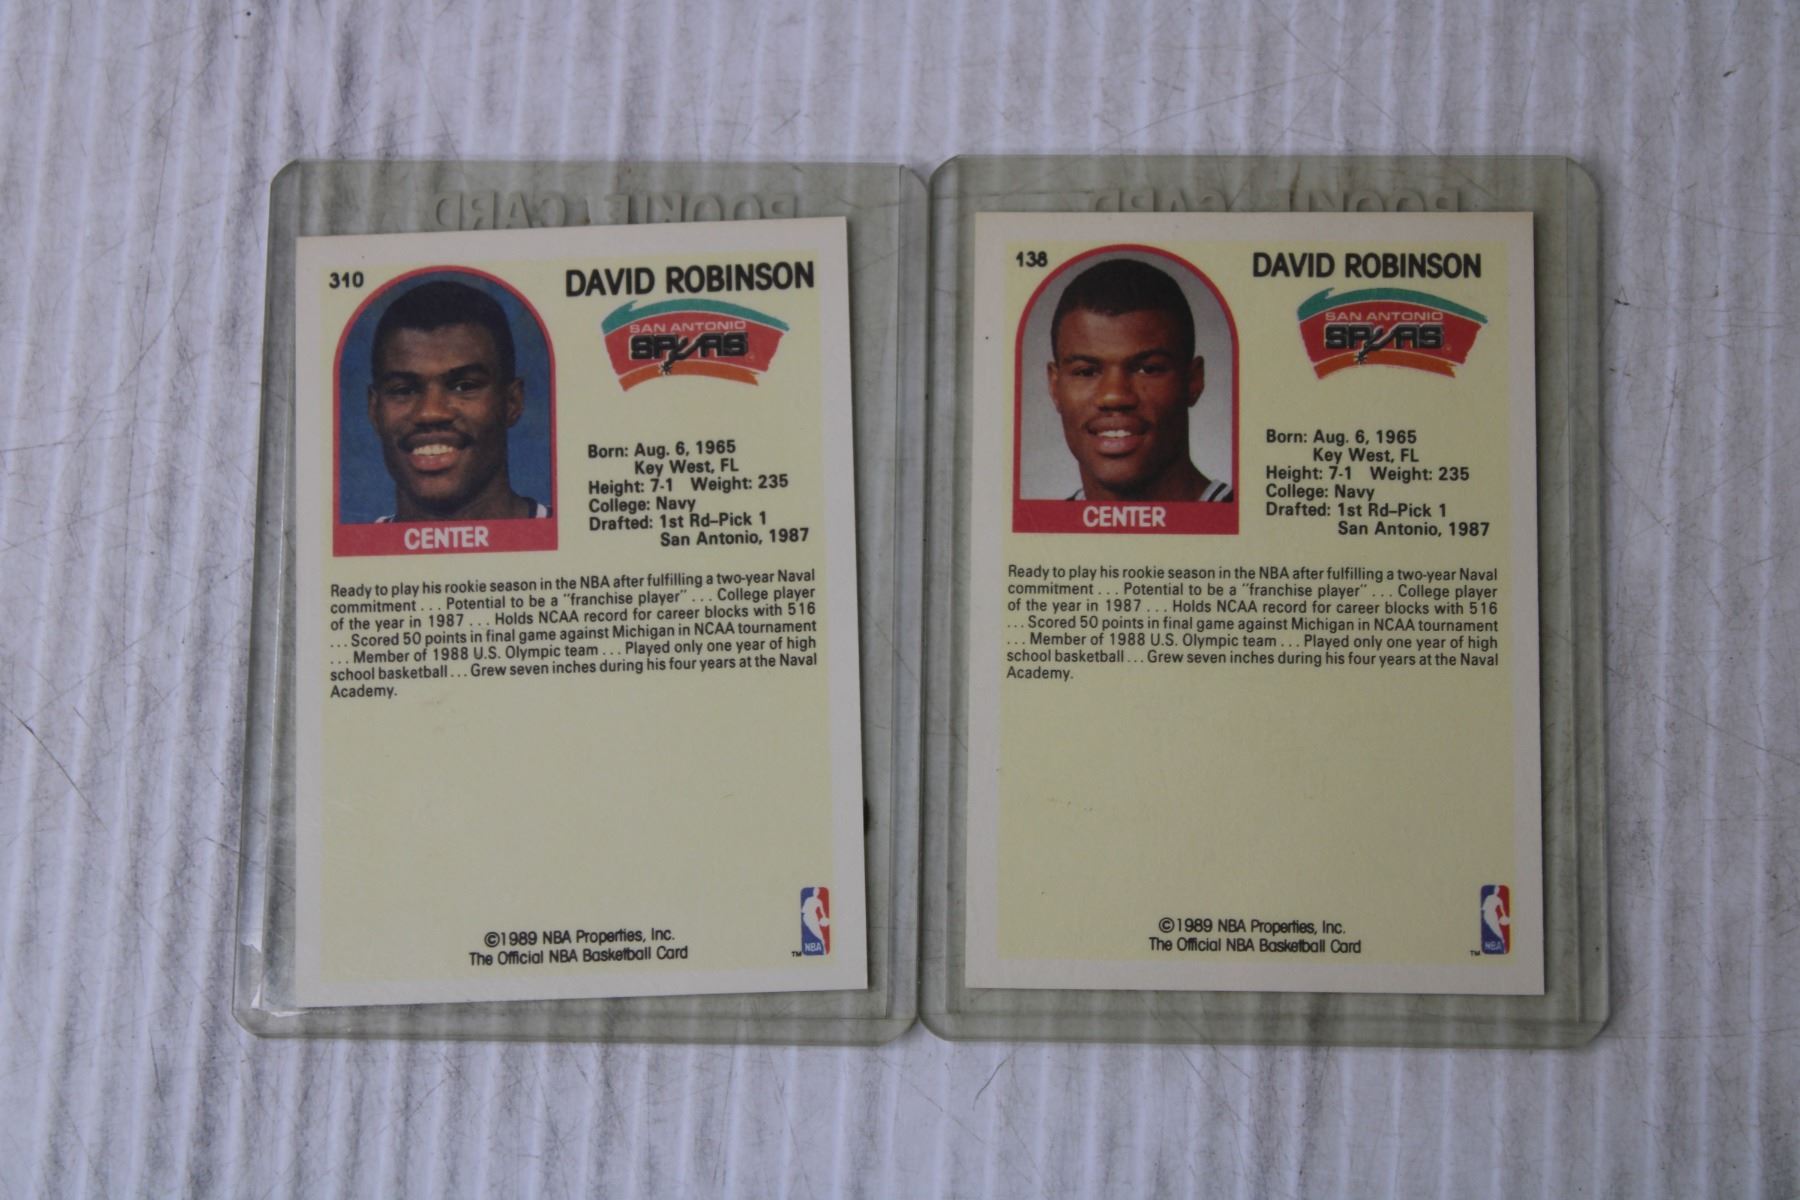 ROOKIE CARD
310
DAVID ROBINSON
SAN ANTONIO
SPURS
Born: Aug. 6, 1965
Key West, FL
Height: 7-1 Weight: 235
College: Navy
Drafted: 1st Rd–Pick 1
San Antonio, 1987
CENTER
Ready to play his rookie season in the NBA after fulfilling a two-year Naval
commitment . . . Potential to be a "franchise player" . . . College player
of the year in 1987 . . . Holds NCAA record for career blocks with 516
. . . Scored 50 points in final game against Michigan in NCAA tournament
. . . Member of 1988 U.S. Olympic team . . . Played only one year of high
school basketball . . . Grew seven inches during his four years at the Naval
Academy.
©1989 NBA Properties, Inc.
The Official NBA Basketball Card
NBA
TM
ROOKIE CARD
138
DAVID ROBINSON
SAN ANTONIO
SPURS
Born: Aug. 6, 1965
Key West, FL
Height: 7-1 Weight: 235
College: Navy
Drafted: 1st Rd–Pick 1
San Antonio, 1987
CENTER
Ready to play his rookie season in the NBA after fulfilling a two-year Naval
commitment . . . Potential to be a "franchise player" . . . College player
of the year in 1987 . . . Holds NCAA record for career blocks with 516
. . . Scored 50 points in final game against Michigan in NCAA tournament
. . . Member of 1988 U.S. Olympic team . . . Played only one year of high
school basketball . . . Grew seven inches during his four years at the Naval
Academy.
©1989 NBA Properties, Inc.
The Official NBA Basketball Card
NBA
TM